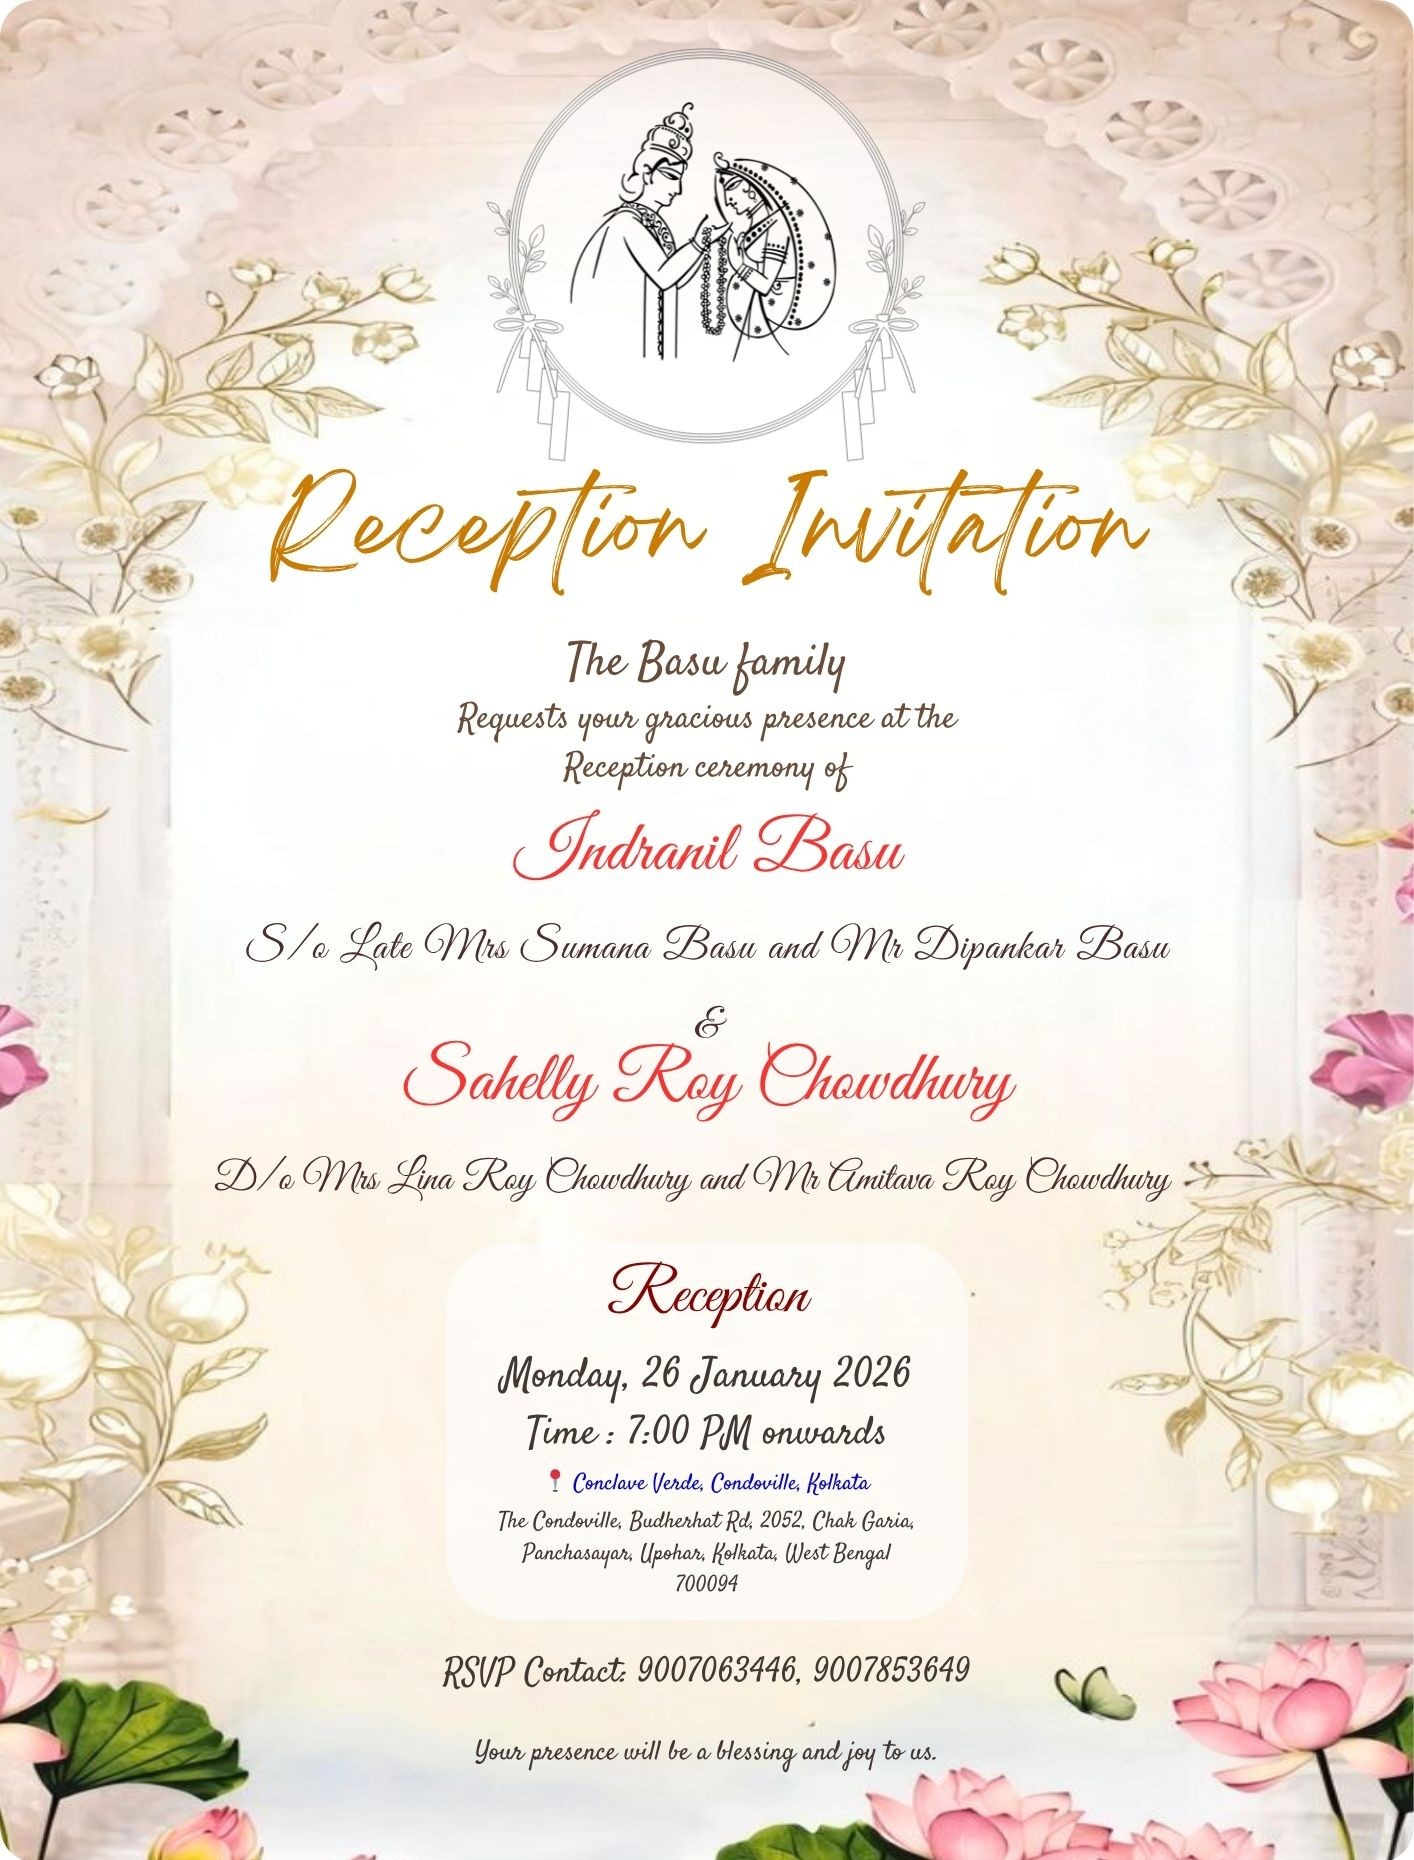 Reception Invitation
The Basu family
Requests your gracious presence at the
Reception ceremony of
Indranil Basu
S/o Late Mrs Sumana Basu and Mr Dipankar Basu
&
Sahelly Roy Chowdhury
D/o Mrs Lina Roy Chowdhury and Mr Amitava Roy Chowdhury
Reception
Monday, 26 January 2026
Time : 7:00 PM onwards
📍 Conclave Verde, Condoville, Kolkata
The Condoville, Budherhat Rd, 2052, Chak Garia,
Panchasayar, Upohar, Kolkata, West Bengal
700094
RSVP Contact: 9007063446, 9007853649
Your presence will be a blessing and joy to us.